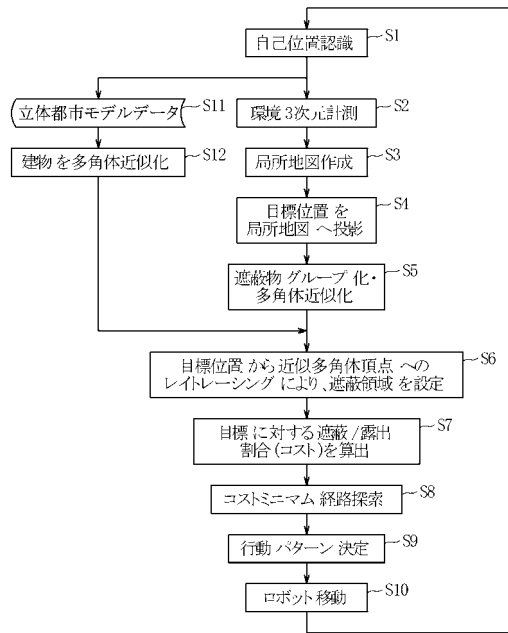 自己位置認識
S1
立体都市モデルデータ
S11
環境3次元計測
S2
建物を多角体近似化
S12
局所地図作成
S3
目標位置を
局所地図へ投影
S4
遮蔽物グループ化・
多角体近似化
S5
目標位置から近似多角体頂点への
レイトレーシングにより、遮蔽領域を設定
S6
目標に対する遮蔽/露出
割合(コスト)を算出
S7
コストミニマム経路探索
S8
行動パターン決定
S9
ロボット移動
S10